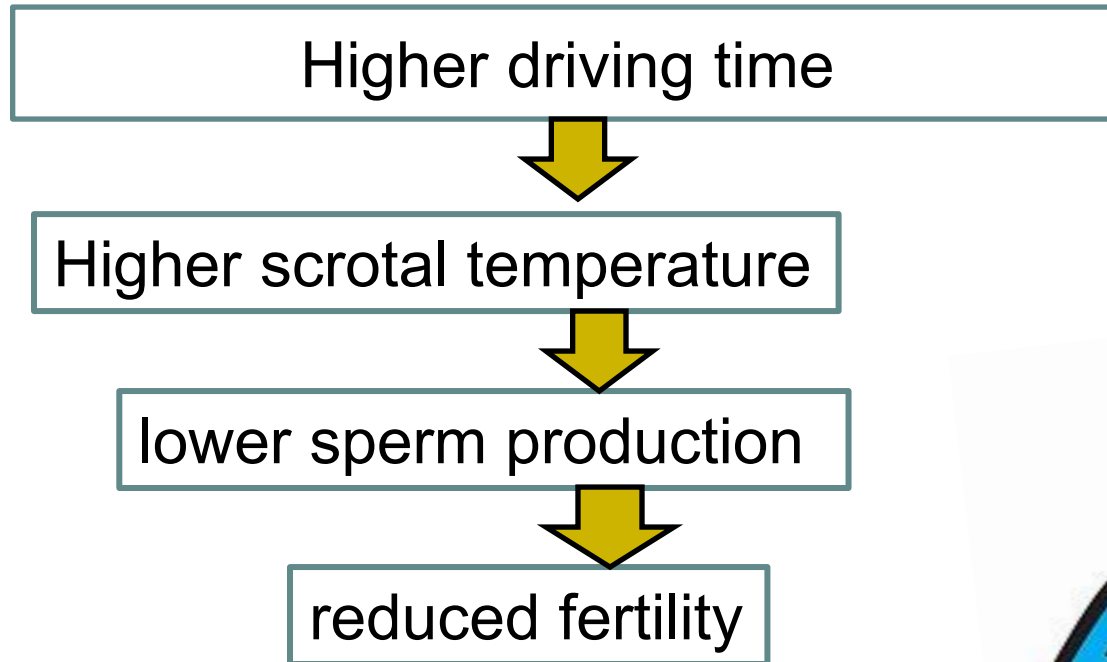 Higher driving time
Higher scrotal temperature
lower sperm production
reduced fertility